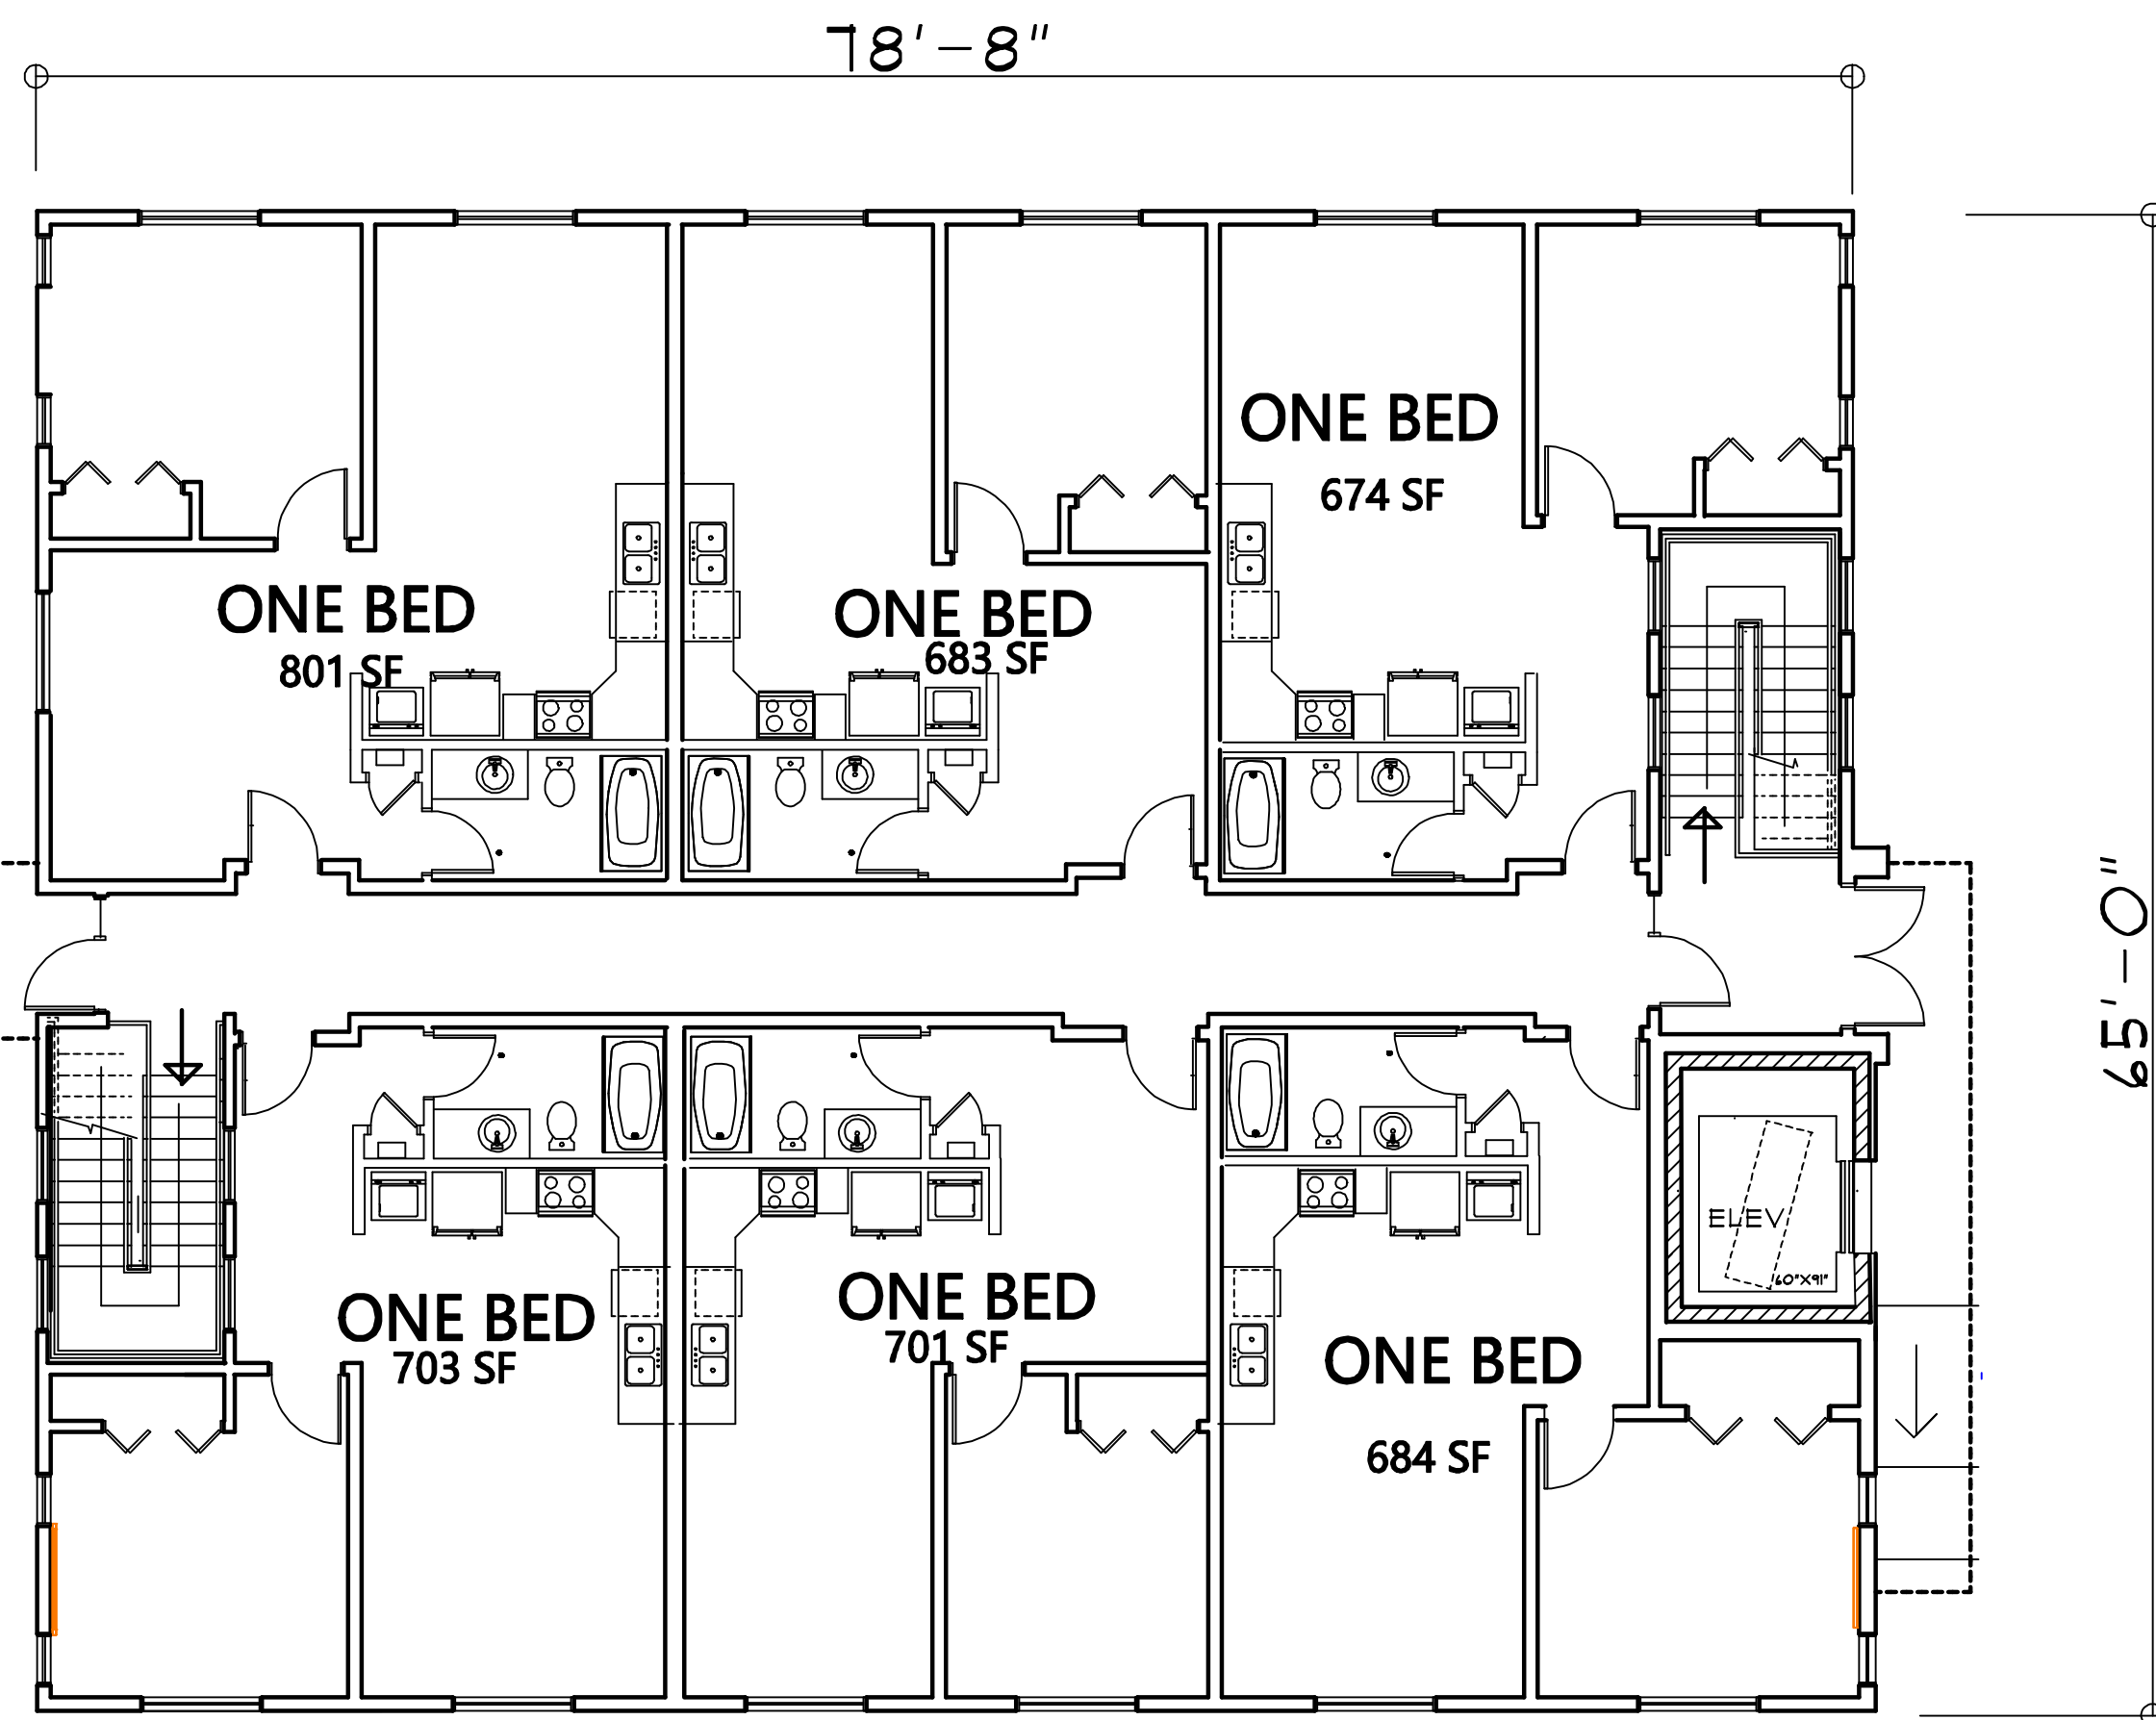 78'-8"
ONE BED
674 SF
ONE BED
801 SF
ONE BED
683 SF
65'-0"
ELEV
60"X91"
ONE BED
703 SF
ONE BED
701 SF
ONE BED
684 SF